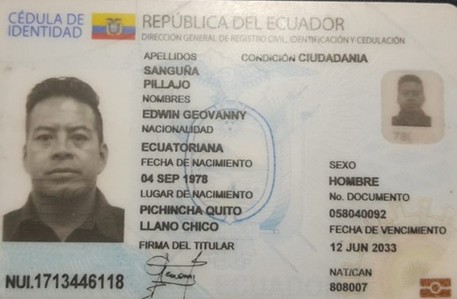 CÉDULA DE
IDENTIDAD
REPÚBLICA DEL ECUADOR
DIRECCIÓN GENERAL DE REGISTRO CIVIL, IDENTIFICACIÓN Y CEDULACIÓN
APELLIDOS
CONDICIÓN CIUDADANIA
SANGUÑA
PILLAJO
NOMBRES
EDWIN GEOVANNY
NACIONALIDAD
ECUATORIANA
FECHA DE NACIMIENTO
04 SEP 1978
LUGAR DE NACIMIENTO
PICHINCHA QUITO
LLANO CHICO
FIRMA DEL TITULAR
SEXO
HOMBRE
No. DOCUMENTO
058040092
FECHA DE VENCIMIENTO
12 JUN 2033
NAT/CAN
808007
NUI.1713446118